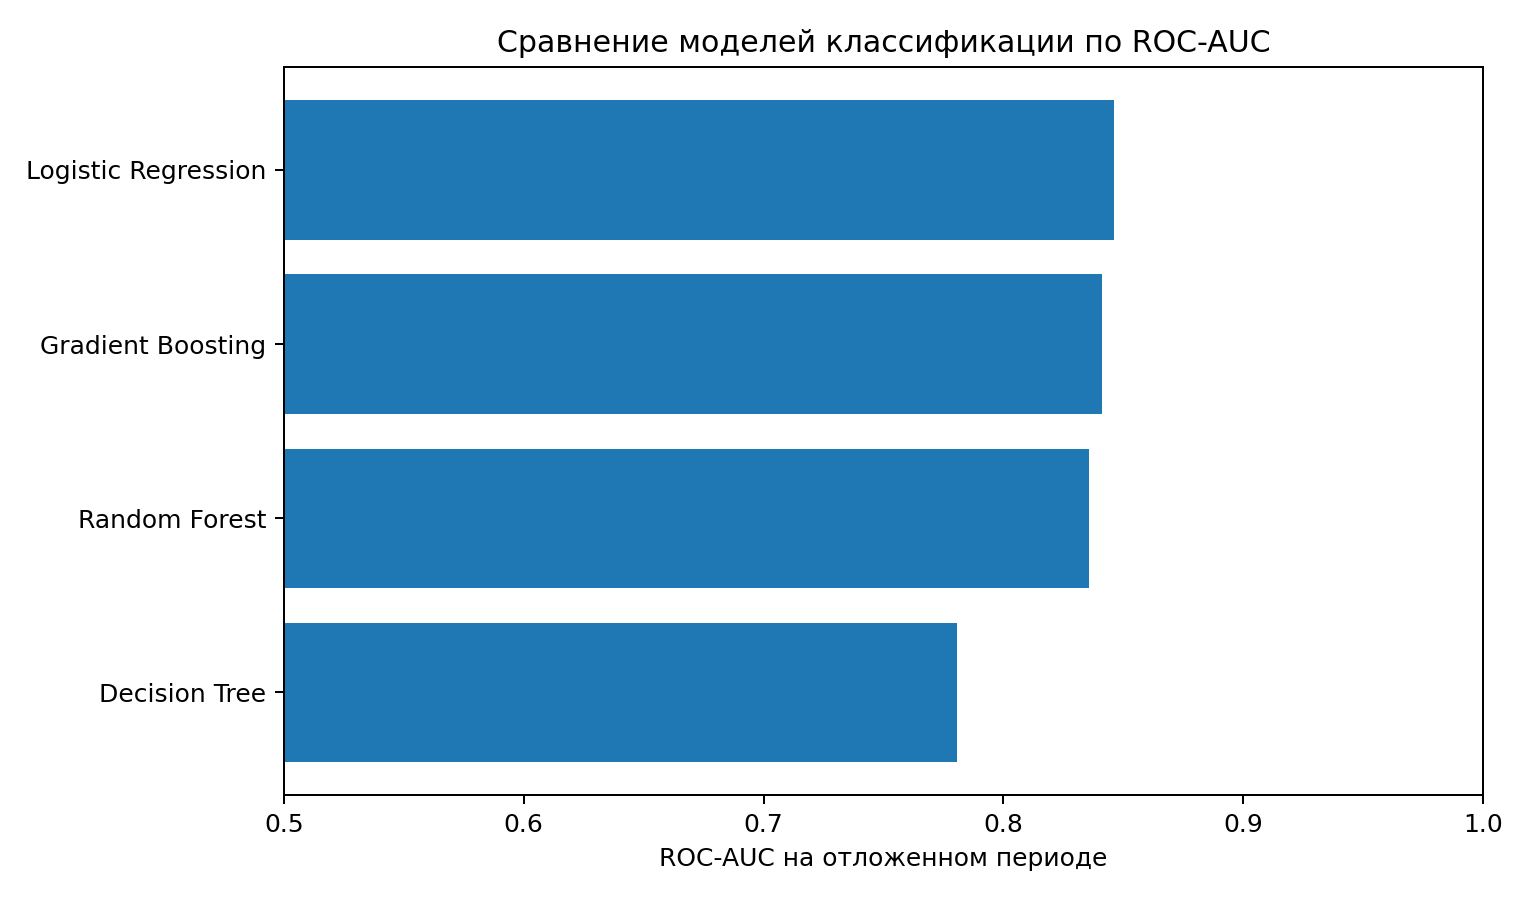 Сравнение моделей классификации по ROC-AUC
Logistic Regression
Gradient Boosting
Random Forest
Decision Tree
0.5 0.6 0.7 0.8 0.9 1.0
ROC-AUC на отложенном периоде